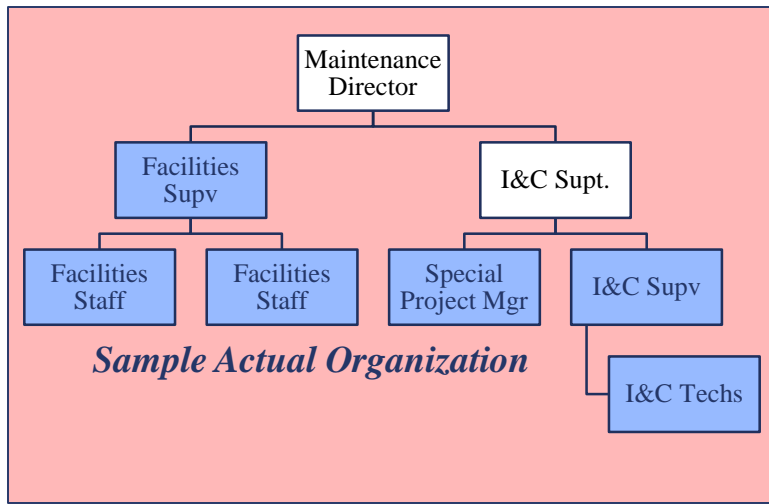 Maintenance
Director
Facilities
Supv
I&C Supt.
Facilities
Staff
Facilities
Staff
Special
Project Mgr
I&C Supv
Sample Actual Organization
I&C Techs